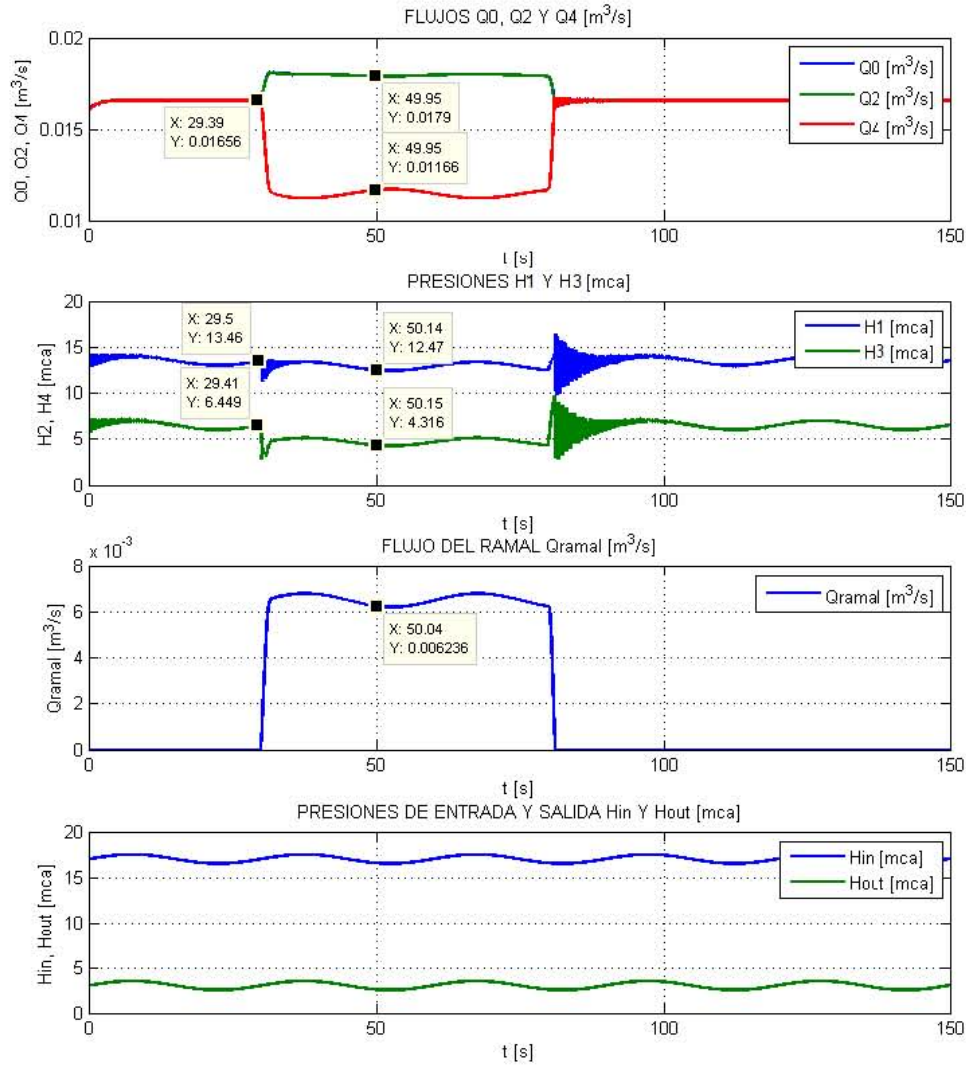 FLUJOS Q0, Q2 Y Q4 [m³/s]
Q0, Q2, Q4 [m³/s]
0.02
0.015
0.01
X: 29.39
Y: 0.01656
X: 49.95
Y: 0.0179
X: 49.95
Y: 0.01166
Q0 [m³/s]
Q2 [m³/s]
Q4 [m³/s]
0 50 100 150
t [s]
PRESIONES H1 Y H3 [mca]
H2, H4 [mca]
20
15
10
5
0
X: 29.5
Y: 13.46
X: 29.41
Y: 6.449
X: 50.14
Y: 12.47
X: 50.15
Y: 4.316
H1 [mca]
H3 [mca]
0 50 100 150
t [s]
FLUJO DEL RAMAL Qramal [m³/s]
x 10⁻³
Qramal [m³/s]
8
6
4
2
0
X: 50.04
Y: 0.006236
Qramal [m³/s]
0 50 100 150
t [s]
PRESIONES DE ENTRADA Y SALIDA Hin Y Hout [mca]
Hin, Hout [mca]
20
15
10
5
0
Hin [mca]
Hout [mca]
0 50 100 150
t [s]